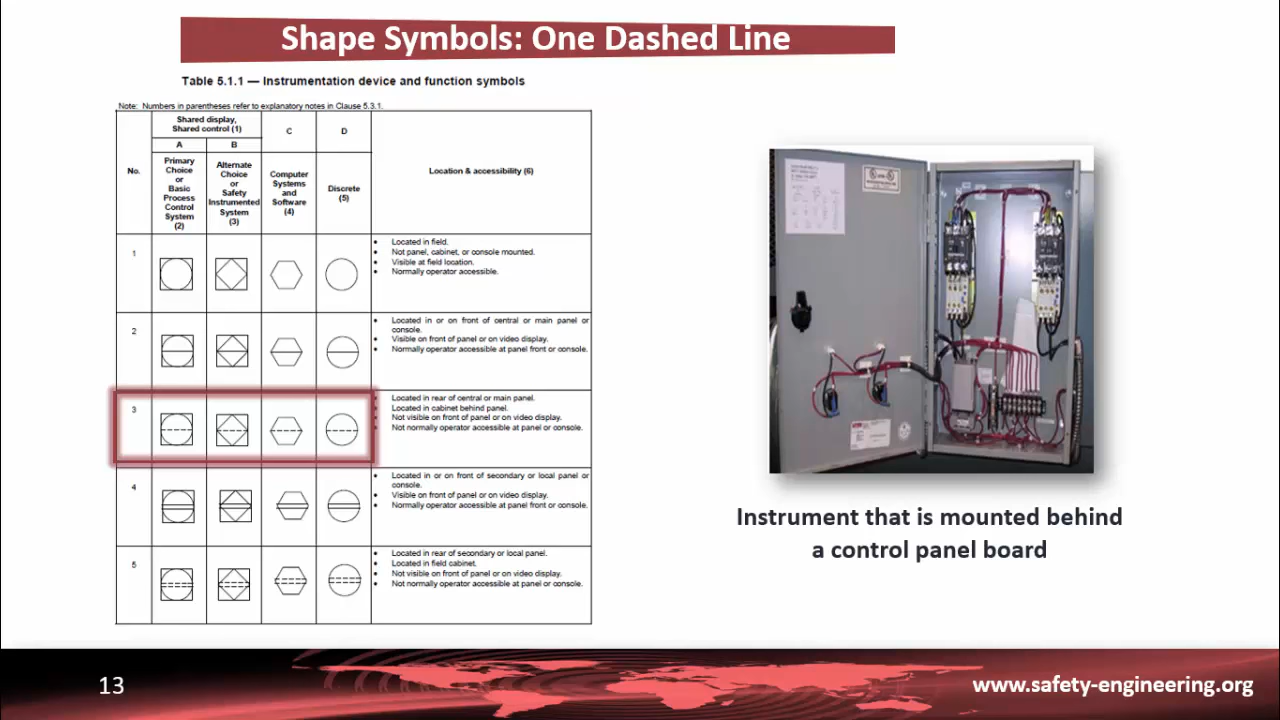 Shape Symbols: One Dashed Line
Table 5.1.1 — Instrumentation device and function symbols
Note: Numbers in parentheses refer to explanatory notes in Clause 5.3.1.
No.
Shared display,
Shared control (1)
A
B
C
D
Primary
Choice
or
Basic
Process
Control
System
(2)
Alternate
Choice
or
Safety
Instrumented
System
(3)
Computer
Systems
and
Software
(4)
Discrete
(5)
Location & accessibility (6)
1
• Located in field.
• Not panel, cabinet, or console mounted.
• Visible at field location.
• Normally operator accessible.
2
• Located in or on front of central or main panel or
console.
• Visible on front of panel or on video display.
• Normally operator accessible at panel front or console.
3
• Located in rear of central or main panel.
• Located in cabinet behind panel.
• Not visible on front of panel or on video display.
• Not normally operator accessible at panel or console.
4
• Located in or on front of secondary or local panel or
console.
• Visible on front of panel or on video display.
• Normally operator accessible at panel front or console.
5
• Located in rear of secondary or local panel.
• Located in field cabinet.
• Not visible on front of panel or on video display.
• Not normally operator accessible at panel or console.
Instrument that is mounted behind
a control panel board
13
www.safety-engineering.org